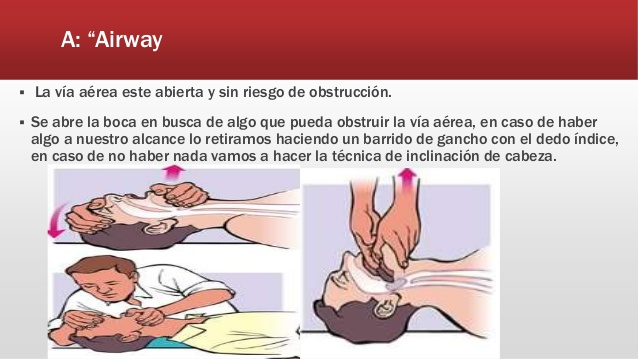 A: “Airway
▪ La vía aérea este abierta y sin riesgo de obstrucción.
▪ Se abre la boca en busca de algo que pueda obstruir la vía aérea, en caso de haber
algo a nuestro alcance lo retiramos haciendo un barrido de gancho con el dedo índice,
en caso de no haber nada vamos a hacer la técnica de inclinación de cabeza.